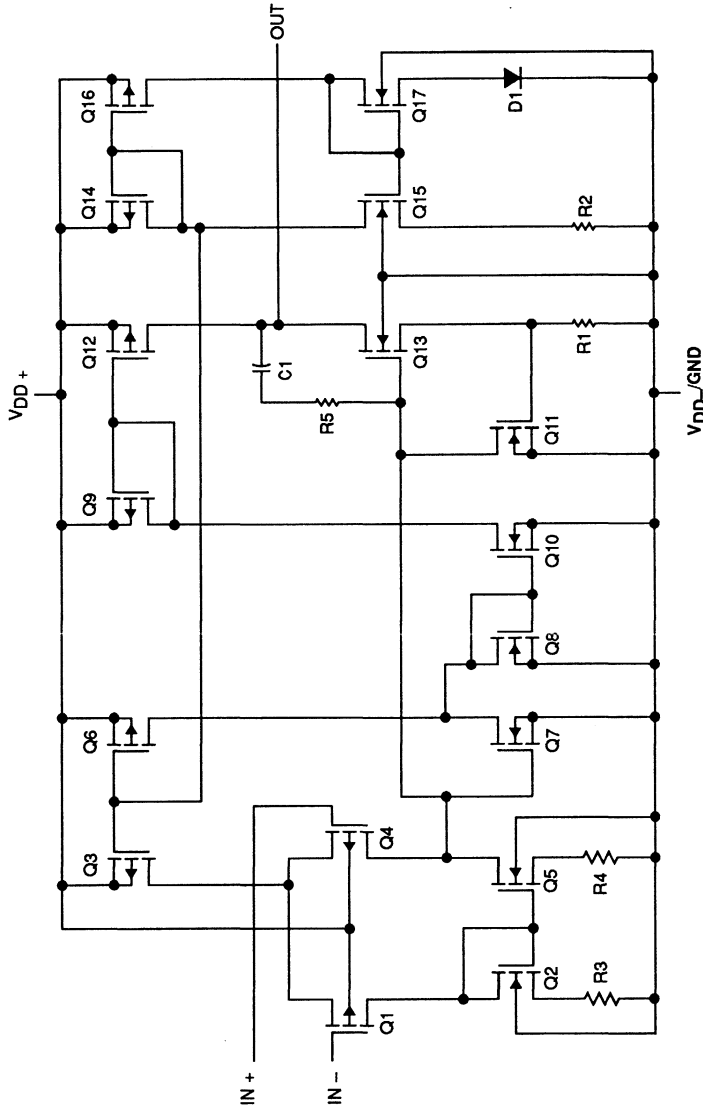 VDD+
OUT
Q3
Q6
Q9
Q12
Q14
Q16
IN +
IN −
Q1
Q4
C1
R5
Q13
Q15
Q17
Q2
Q5
Q7
Q8
Q10
Q11
R3
R4
R1
R2
D1
VDD−/GND